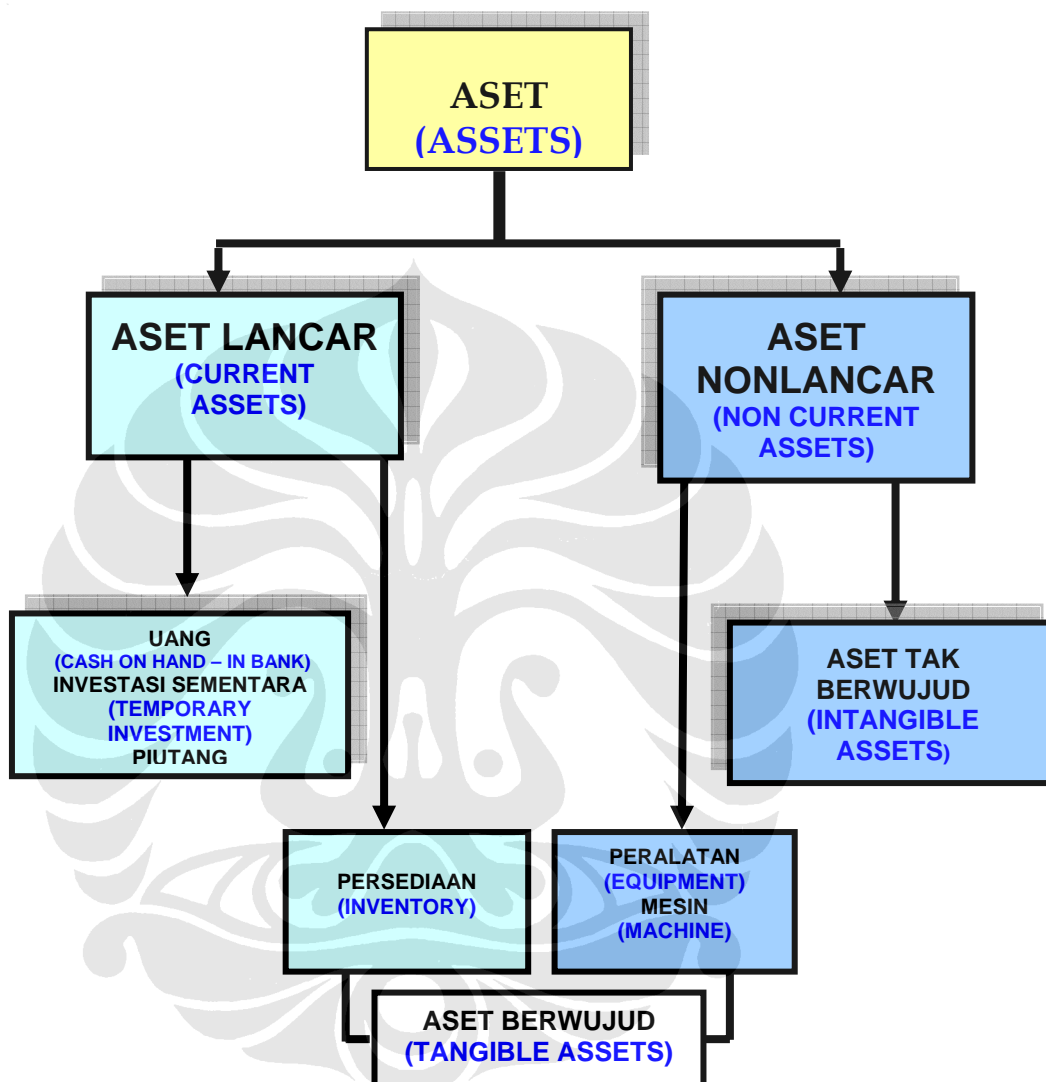 ASET
(ASSETS)
ASET LANCAR
(CURRENT
ASSETS)
ASET
NONLANCAR
(NON CURRENT
ASSETS)
UANG
(CASH ON HAND – IN BANK)
INVESTASI SEMENTARA
(TEMPORARY
INVESTMENT)
PIUTANG
ASET TAK
BERWUJUD
(INTANGIBLE
ASSETS)
PERSEDIAAN
(INVENTORY)
PERALATAN
(EQUIPMENT)
MESIN
(MACHINE)
ASET BERWUJUD
(TANGIBLE ASSETS)